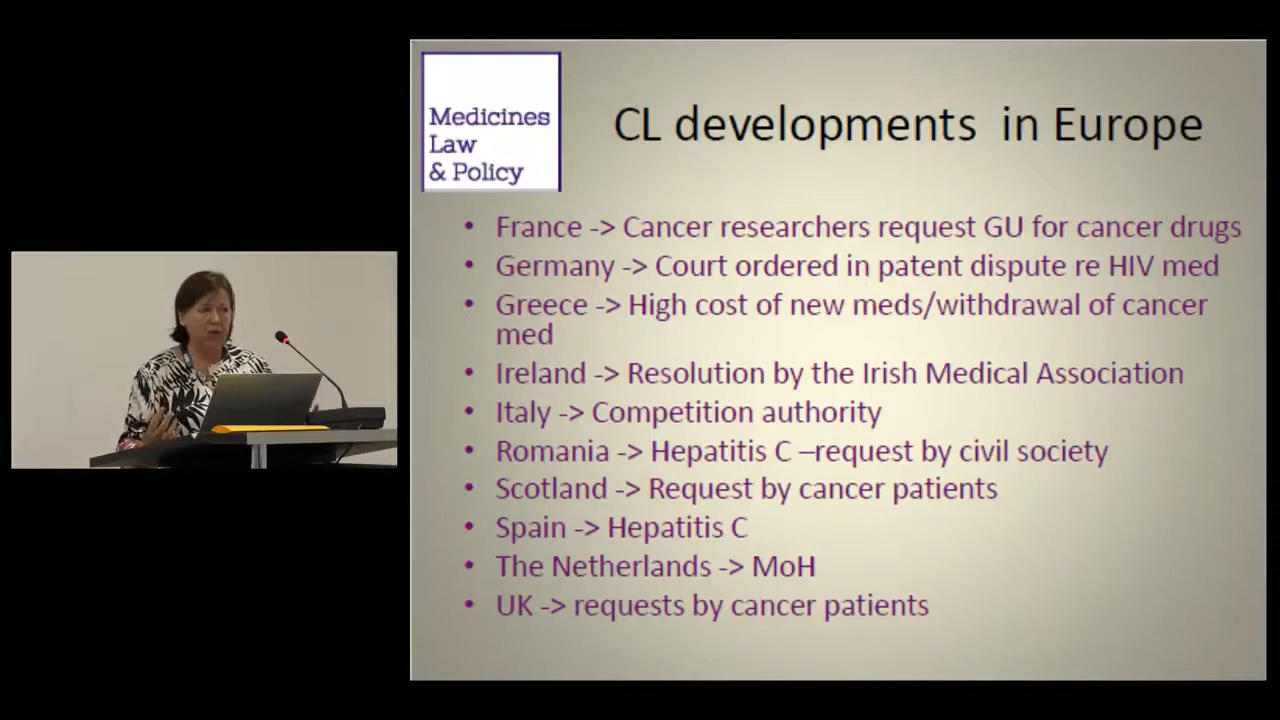 Medicines
Law
& Policy
CL developments in Europe
• France -> Cancer researchers request GU for cancer drugs
• Germany -> Court ordered in patent dispute re HIV med
• Greece -> High cost of new meds/withdrawal of cancer
med
• Ireland -> Resolution by the Irish Medical Association
• Italy -> Competition authority
• Romania -> Hepatitis C –request by civil society
• Scotland -> Request by cancer patients
• Spain -> Hepatitis C
• The Netherlands -> MoH
• UK -> requests by cancer patients